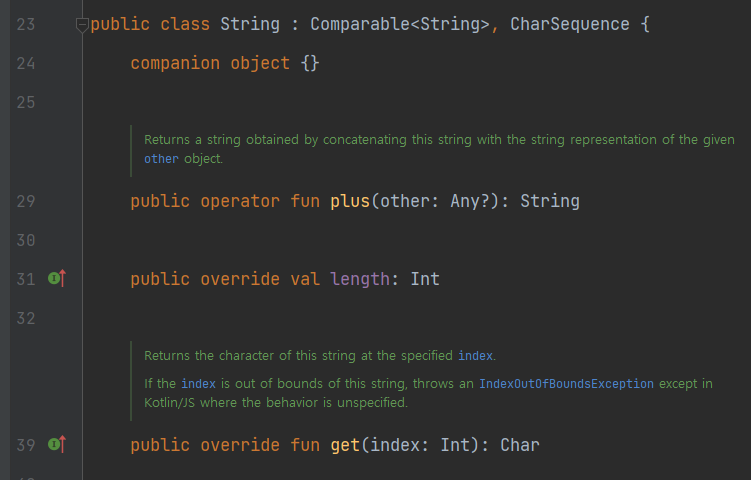 23 public class String : Comparable<String>, CharSequence {
24 companion object {}
25
Returns a string obtained by concatenating this string with the string representation of the given
other object.
29 public operator fun plus(other: Any?): String
30
31 public override val length: Int
32
Returns the character of this string at the specified index.
If the index is out of bounds of this string, throws an IndexOutOfBoundsException except in
Kotlin/JS where the behavior is unspecified.
39 public override fun get(index: Int): Char